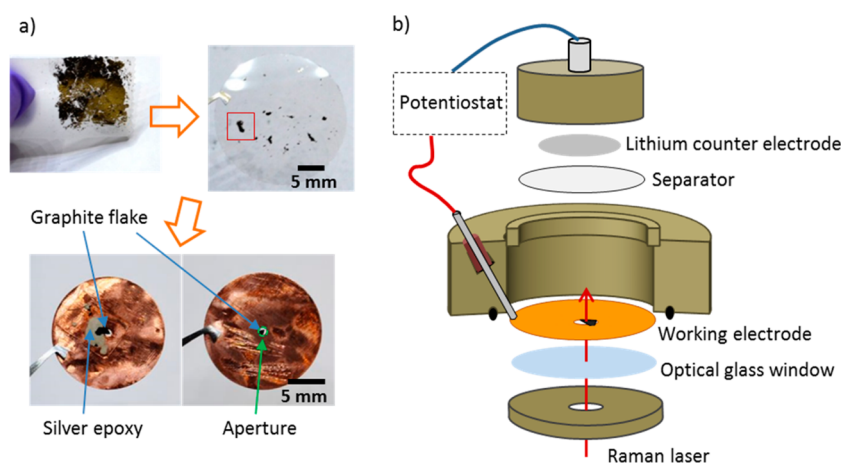 a)
5 mm
Graphite flake
5 mm
Silver epoxy
Aperture
b)
Potentiostat
Lithium counter electrode
Separator
Working electrode
Optical glass window
Raman laser